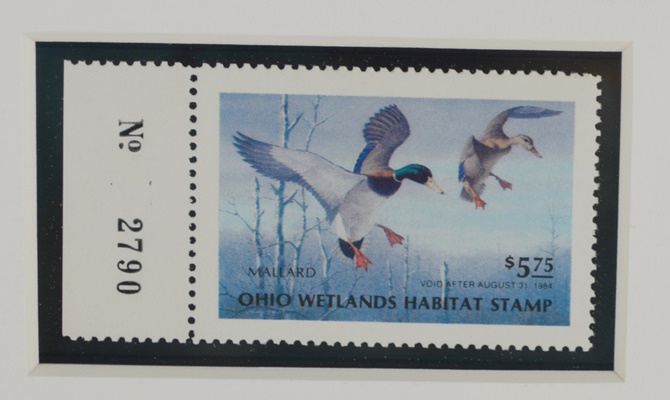 Nº 2790
MALLARD
$5.75
VOID AFTER AUGUST 31, 1984
OHIO WETLANDS HABITAT STAMP